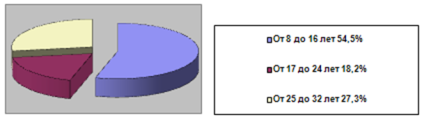 От 8 до 16 лет 54,5%
От 17 до 24 лет 18,2%
От 25 до 32 лет 27,3%